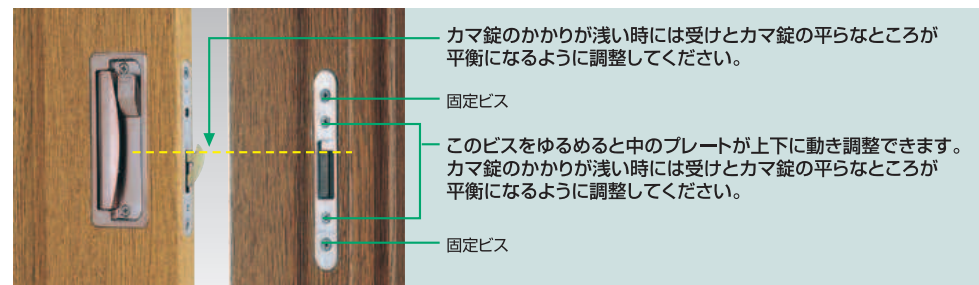 カマ錠のかかりが浅い時には受けとカマ錠の平らなところが
平衡になるように調整してください。
固定ビス
このビスをゆるめると中のプレートが上下に動き調整できます。
カマ錠のかかりが浅い時には受けとカマ錠の平らなところが
平衡になるように調整してください。
固定ビス